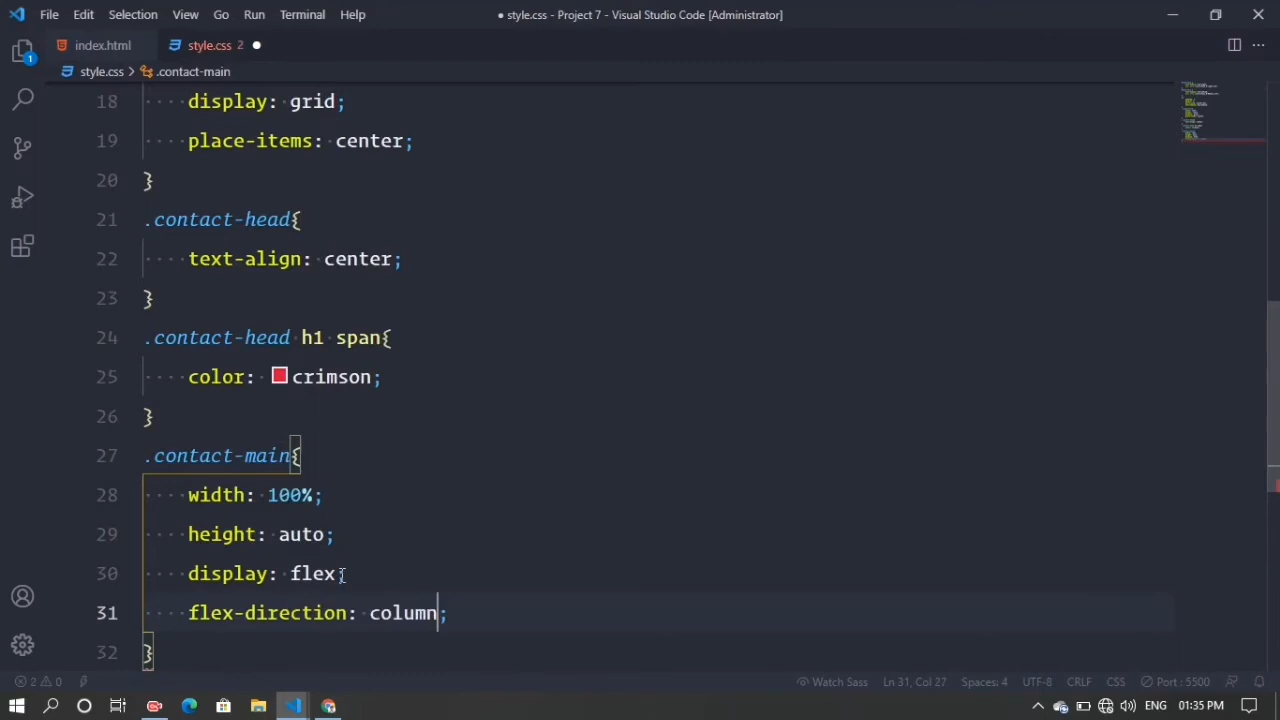 File Edit Selection View Go Run Terminal Help ● style.css - Project 7 - Visual Studio Code [Administrator]
index.html style.css 2
style.css > .contact-main
18 display: grid;
19 place-items: center;
20 }
21 .contact-head{
22 text-align: center;
23 }
24 .contact-head h1 span{
25 color: crimson;
26 }
27 .contact-main{
28 width: 100%;
29 height: auto;
30 display: flex;
31 flex-direction: column;
32 }
1
2 0 Watch Sass Ln 31, Col 27 Spaces: 4 UTF-8 CRLF CSS Port : 5500
ENG 01:35 PM